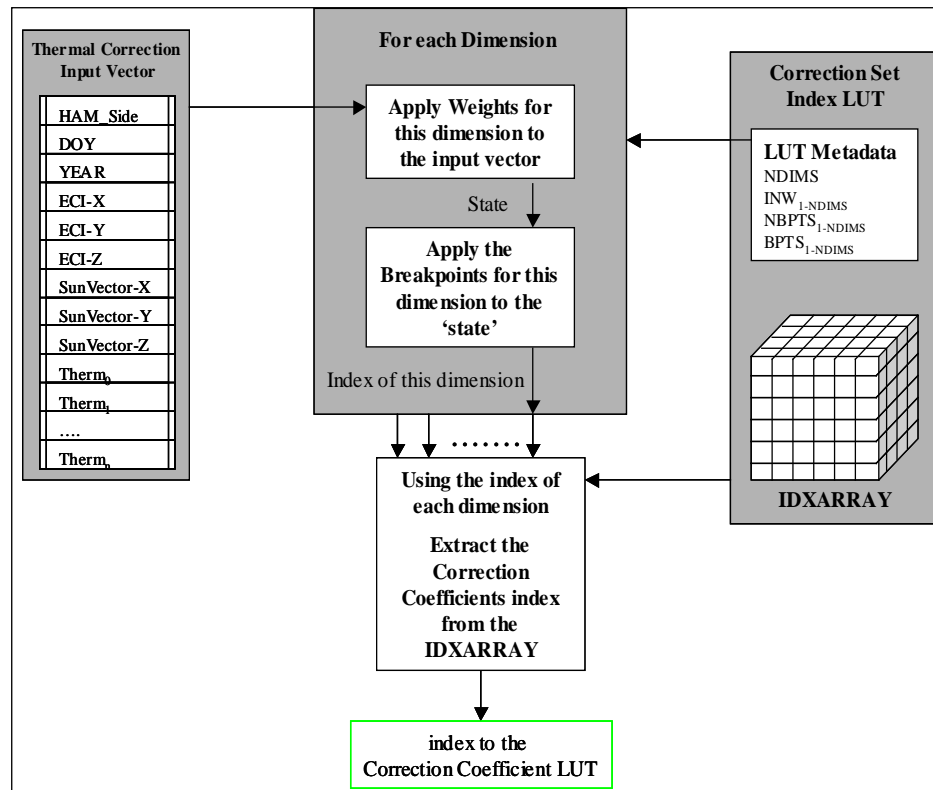 Thermal Correction
Input Vector
HAM_Side
DOY
YEAR
ECI-X
ECI-Y
ECI-Z
SunVector-X
SunVector-Y
SunVector-Z
Therm0
Therm1
....
Thermn
For each Dimension
Apply Weights for
this dimension to
the input vector
State
Apply the
Breakpoints for this
dimension to the
‘state’
Index of this dimension
.......
Using the index of
each dimension
Extract the
Correction
Coefficients index
from the
IDXARRAY
index to the
Correction Coefficient LUT
Correction Set
Index LUT
LUT Metadata
NDIMS
INW1-NDIMS
NBPTS1-NDIMS
BPTS1-NDIMS
IDXARRAY